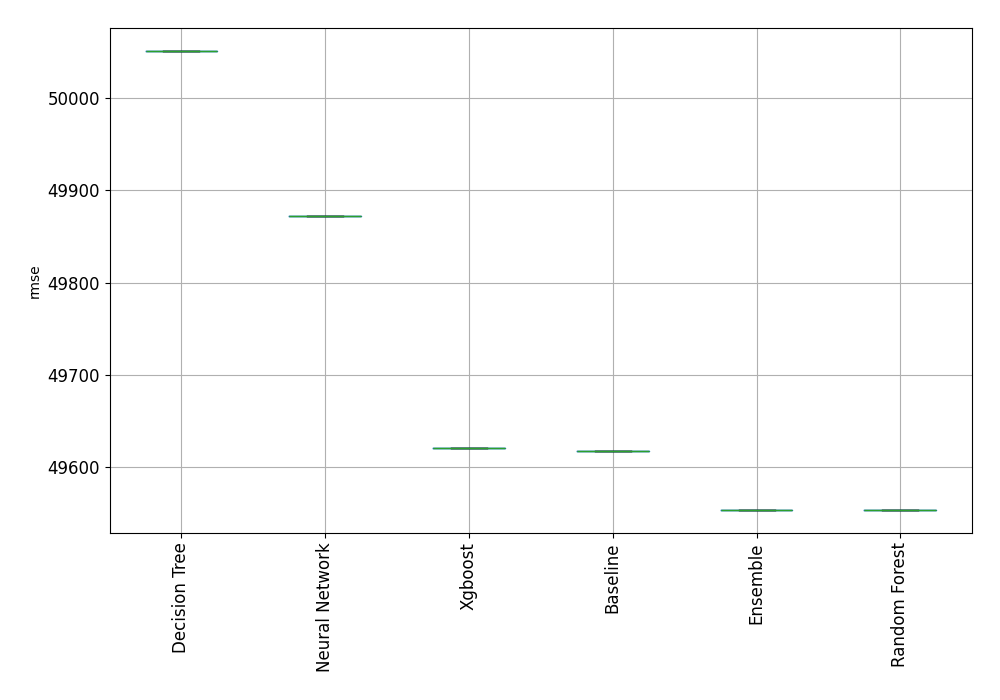 50000
49900
49800
49700
49600
rmse
Decision Tree
Neural Network
Xgboost
Baseline
Ensemble
Random Forest